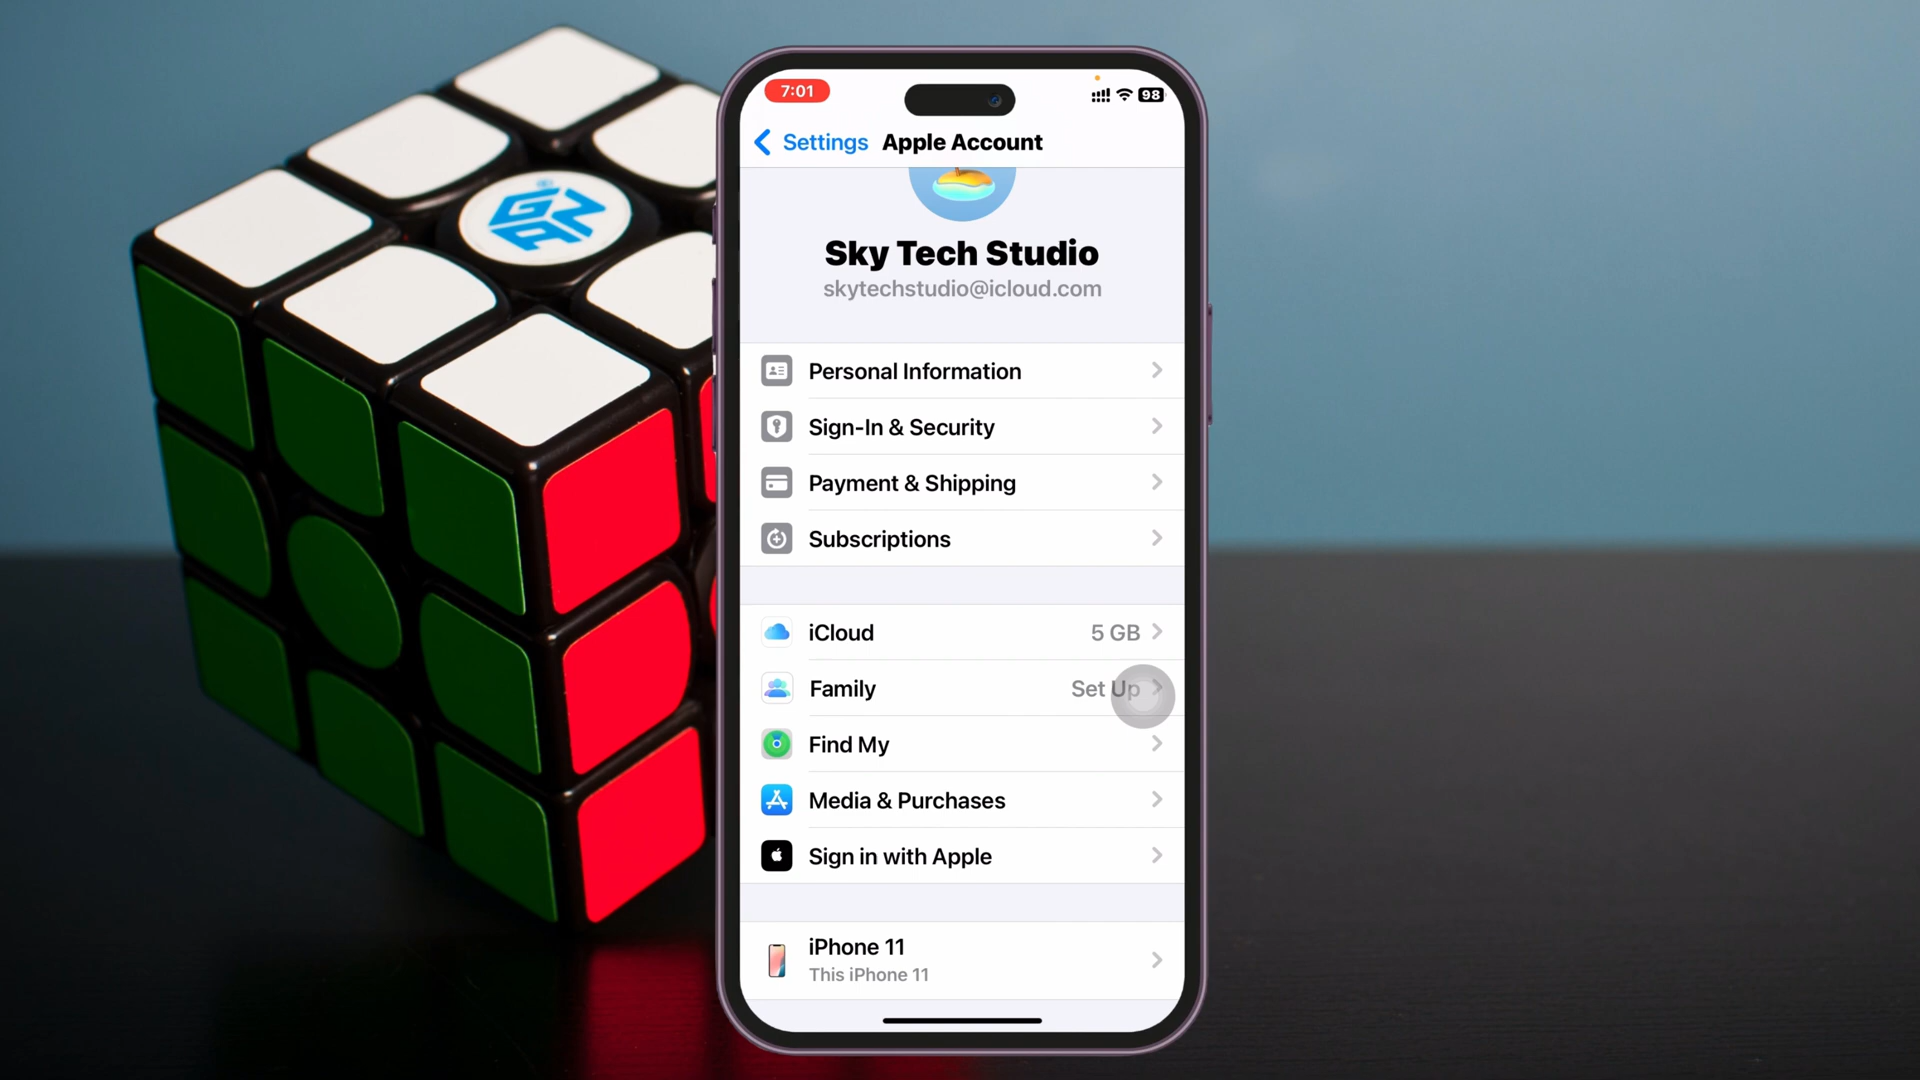 GAN
7:01
98
Settings Apple Account
Sky Tech Studio
skytechstudio@icloud.com
Personal Information
Sign-In & Security
Payment & Shipping
Subscriptions
iCloud 5 GB
Family Set Up
Find My
Media & Purchases
Sign in with Apple
iPhone 11
This iPhone 11